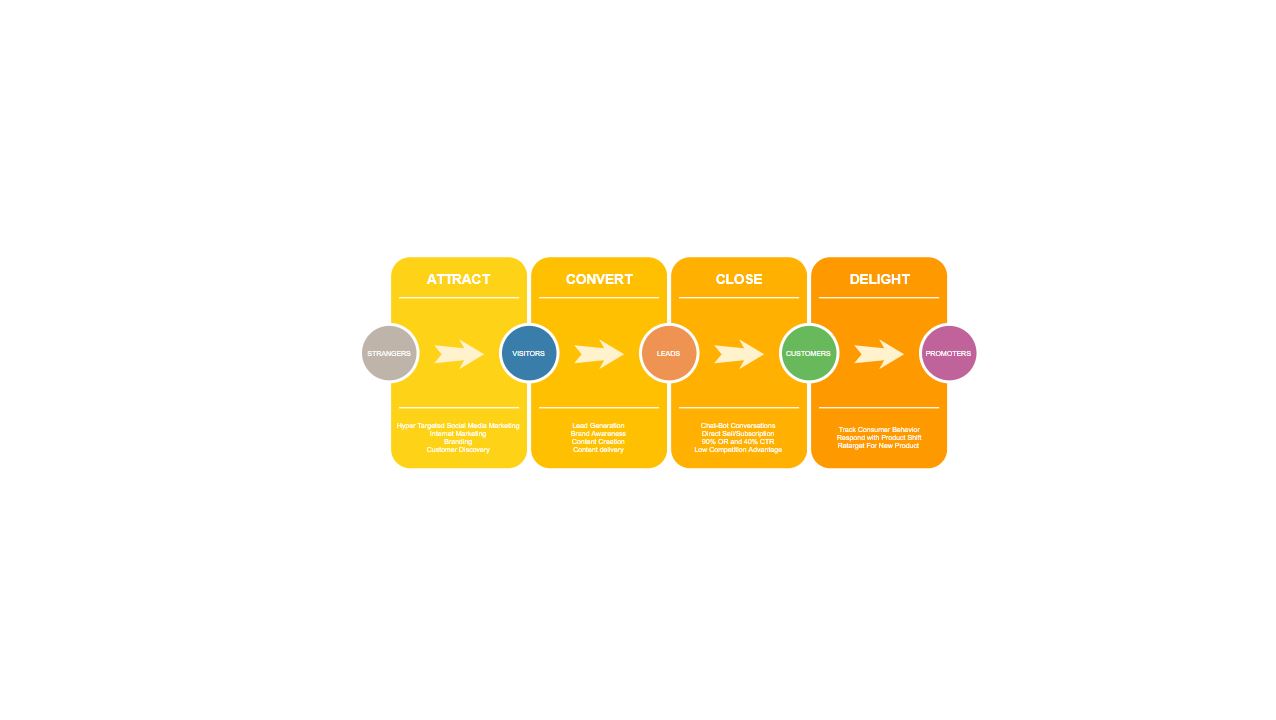 ATTRACT
CONVERT
CLOSE
DELIGHT
STRANGERS
VISITORS
LEADS
CUSTOMERS
PROMOTERS
Hyper Targeted Social Media Marketing
Internet Marketing
Branding
Customer Discovery
Lead Generation
Brand Awareness
Content Creation
Content delivery
Chat-Bot Conversations
Direct Sell/Subscription
90% OR and 40% CTR
Low Competition Advantage
Track Consumer Behavior
Respond with Product Shift
Retarget For New Product